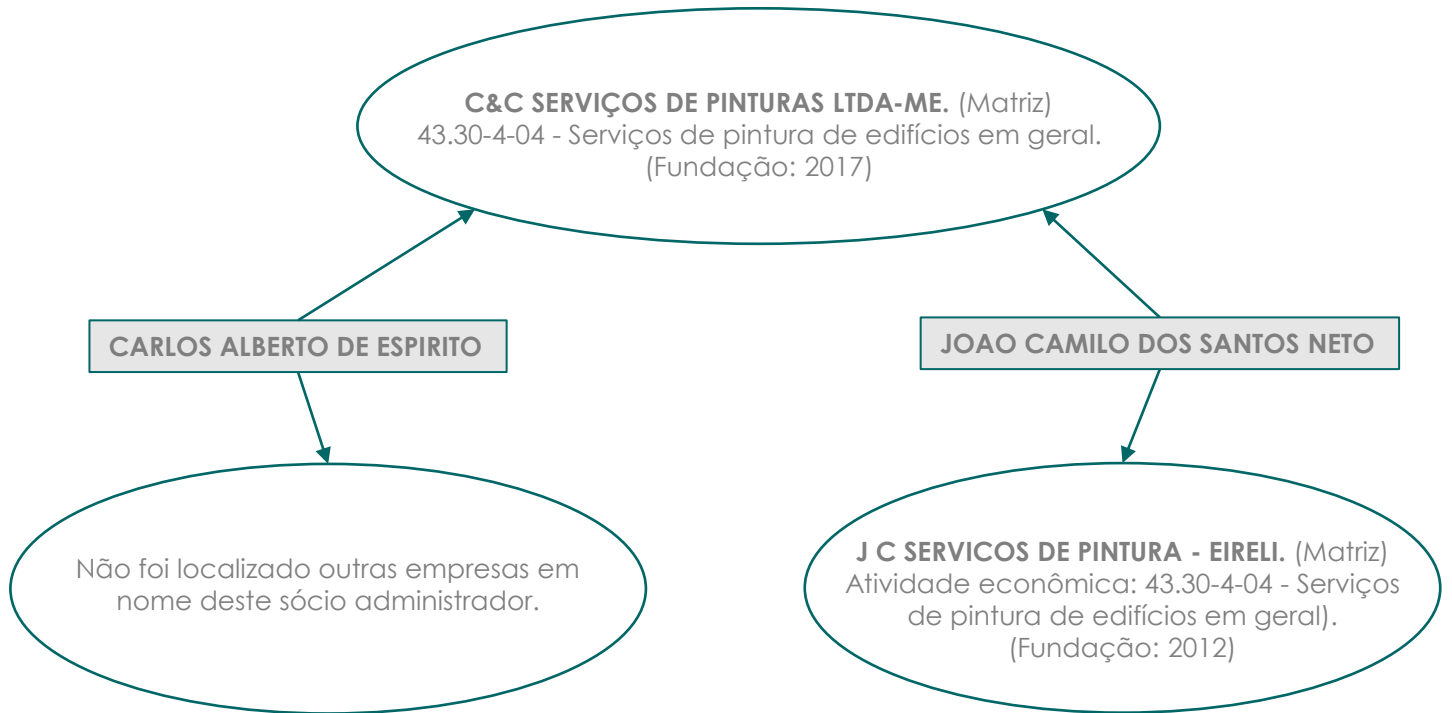 C&C SERVIÇOS DE PINTURAS LTDA-ME. (Matriz)
43.30-4-04 - Serviços de pintura de edifícios em geral.
(Fundação: 2017)
CARLOS ALBERTO DE ESPIRITO
JOAO CAMILO DOS SANTOS NETO
Não foi localizado outras empresas em
nome deste sócio administrador.
J C SERVICOS DE PINTURA - EIRELI. (Matriz)
Atividade econômica: 43.30-4-04 - Serviços
de pintura de edifícios em geral).
(Fundação: 2012)